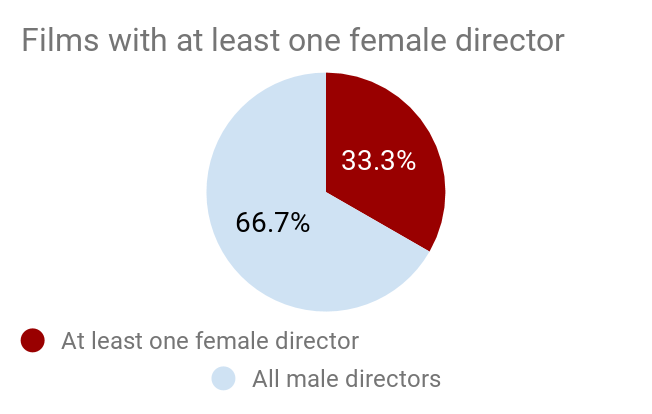 Films with at least one female director
33.3%
66.7%
At least one female director
All male directors